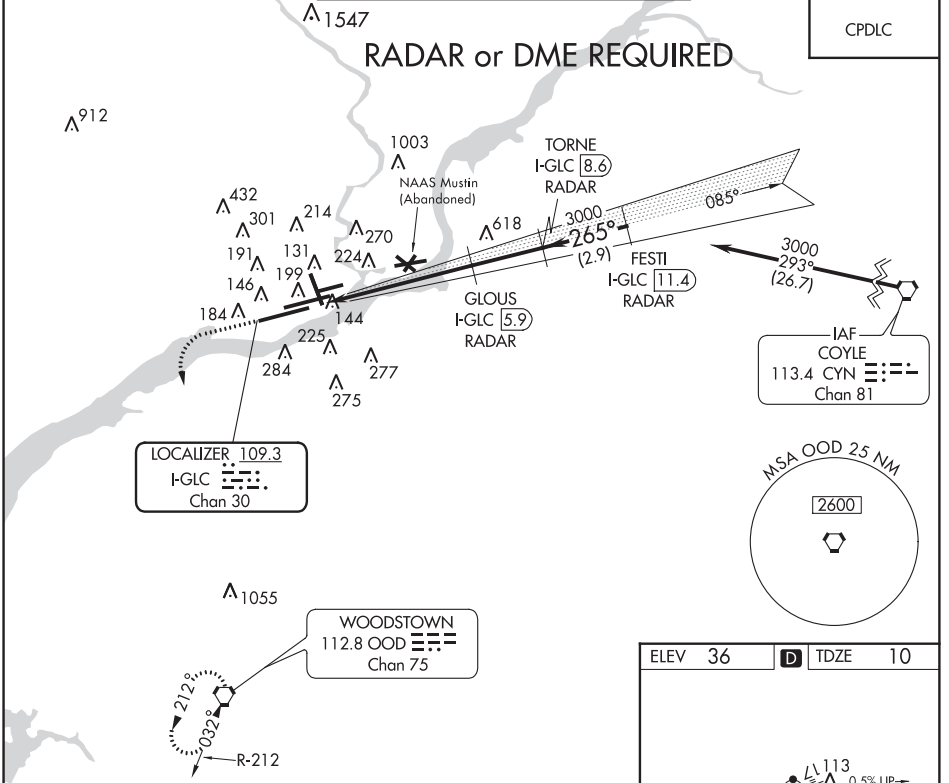 1547
CPDLC
RADAR or DME REQUIRED
912
1003
NAAS Mustin
(Abandoned)
TORNE
I-GLC 8.6
RADAR
432
301
214
270
618
3000
265°
(2.9)
085°
191
131
224
146
199
184
144
GLOUS
I-GLC 5.9
RADAR
FESTI
I-GLC 11.4
RADAR
3000
293°
(26.7)
225
284
277
275
IAF
COYLE
113.4 CYN
Chan 81
LOCALIZER 109.3
I-GLC
Chan 30
MSA OOD 25 NM
2600
1055
WOODSTOWN
112.8 OOD
Chan 75
212°
032°
R-212
ELEV 36 D TDZE 10
113
0.5% UP